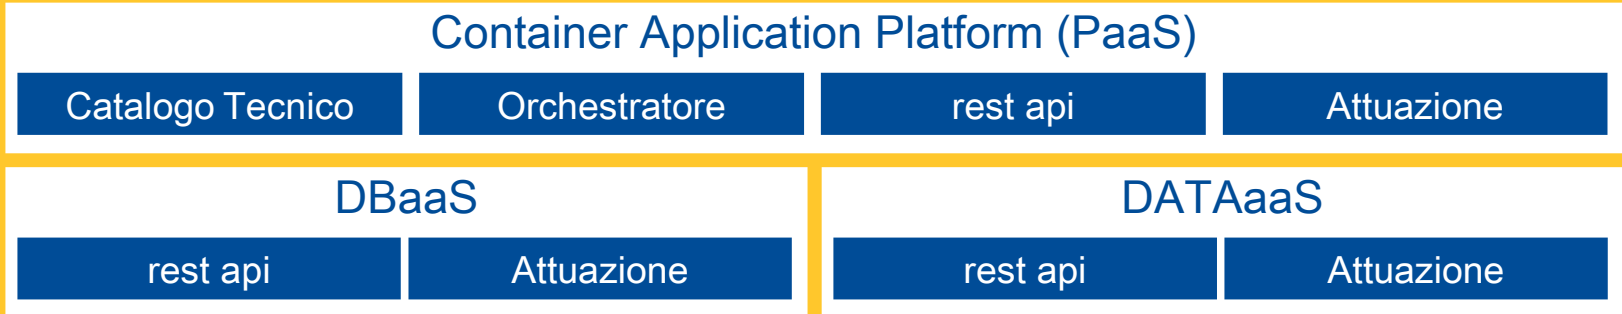 Container Application Platform (PaaS)
Catalogo Tecnico Orchestratore rest api Attuazione
DBaaS DATAaaS
rest api Attuazione rest api Attuazione